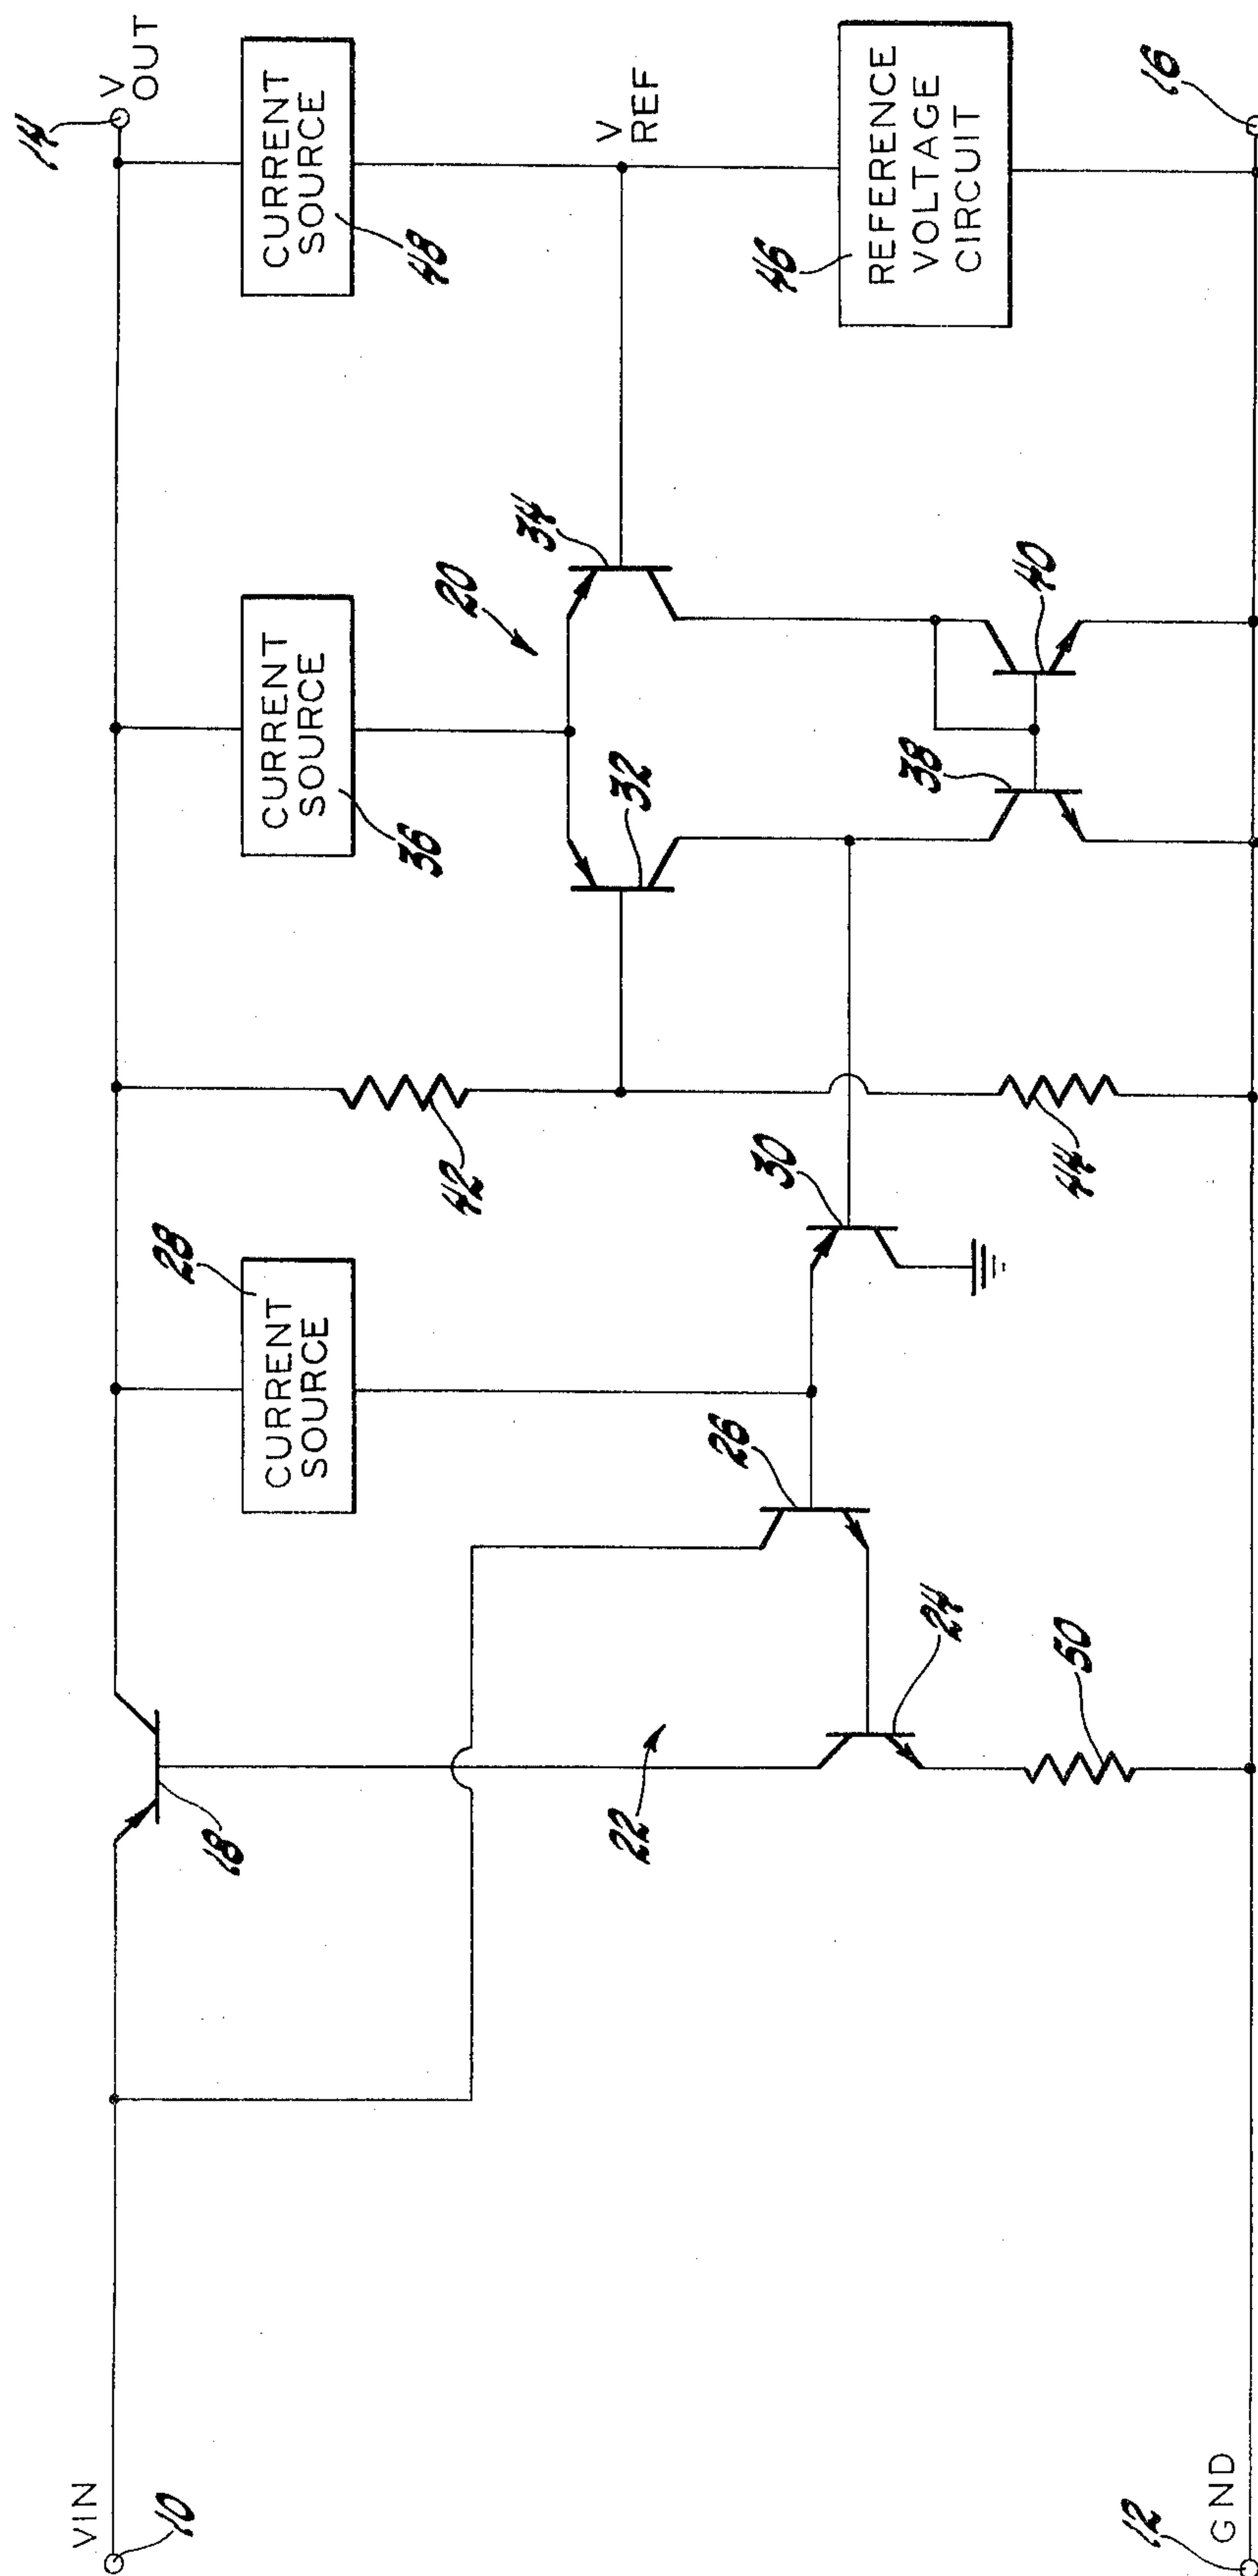 VIN
10
18
28
CURRENT
SOURCE
CURRENT
SOURCE
36
CURRENT
SOURCE
48
14
V
OUT
22
26
42
30
32
20
34
V
REF
24
50
44
38
40
46
REFERENCE
VOLTAGE
CIRCUIT
GND
12
16